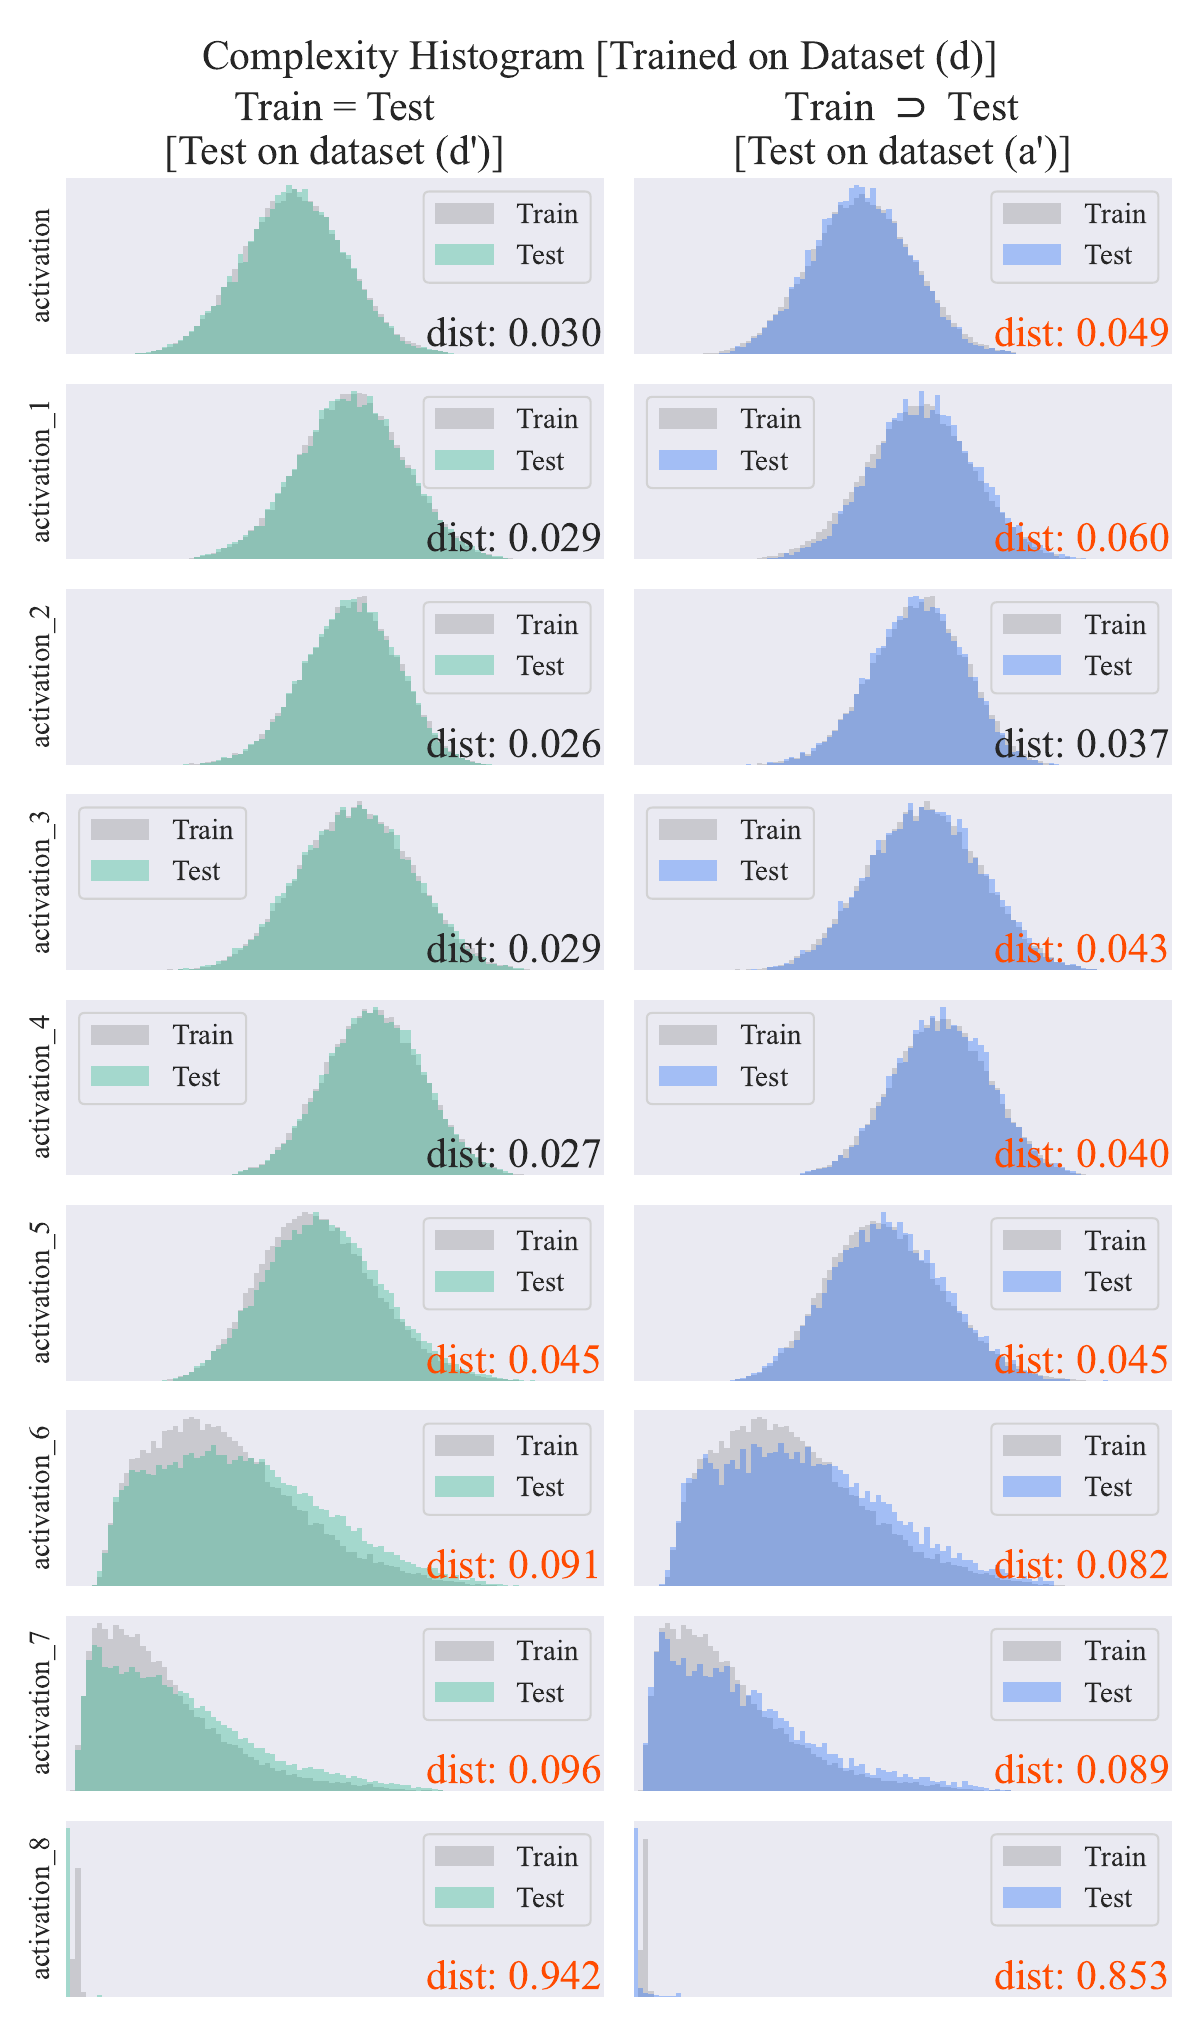 Complexity Histogram [Trained on Dataset (d)]
Train = Test
[Test on dataset (d')]
Train ⊃ Test
[Test on dataset (a')]
activation
Train
Test
dist: 0.030
Train
Test
dist: 0.049
activation_1
Train
Test
dist: 0.029
Train
Test
dist: 0.060
activation_2
Train
Test
dist: 0.026
Train
Test
dist: 0.037
activation_3
Train
Test
dist: 0.029
Train
Test
dist: 0.043
activation_4
Train
Test
dist: 0.027
Train
Test
dist: 0.040
activation_5
Train
Test
dist: 0.045
Train
Test
dist: 0.045
activation_6
Train
Test
dist: 0.091
Train
Test
dist: 0.082
activation_7
Train
Test
dist: 0.096
Train
Test
dist: 0.089
activation_8
Train
Test
dist: 0.942
Train
Test
dist: 0.853